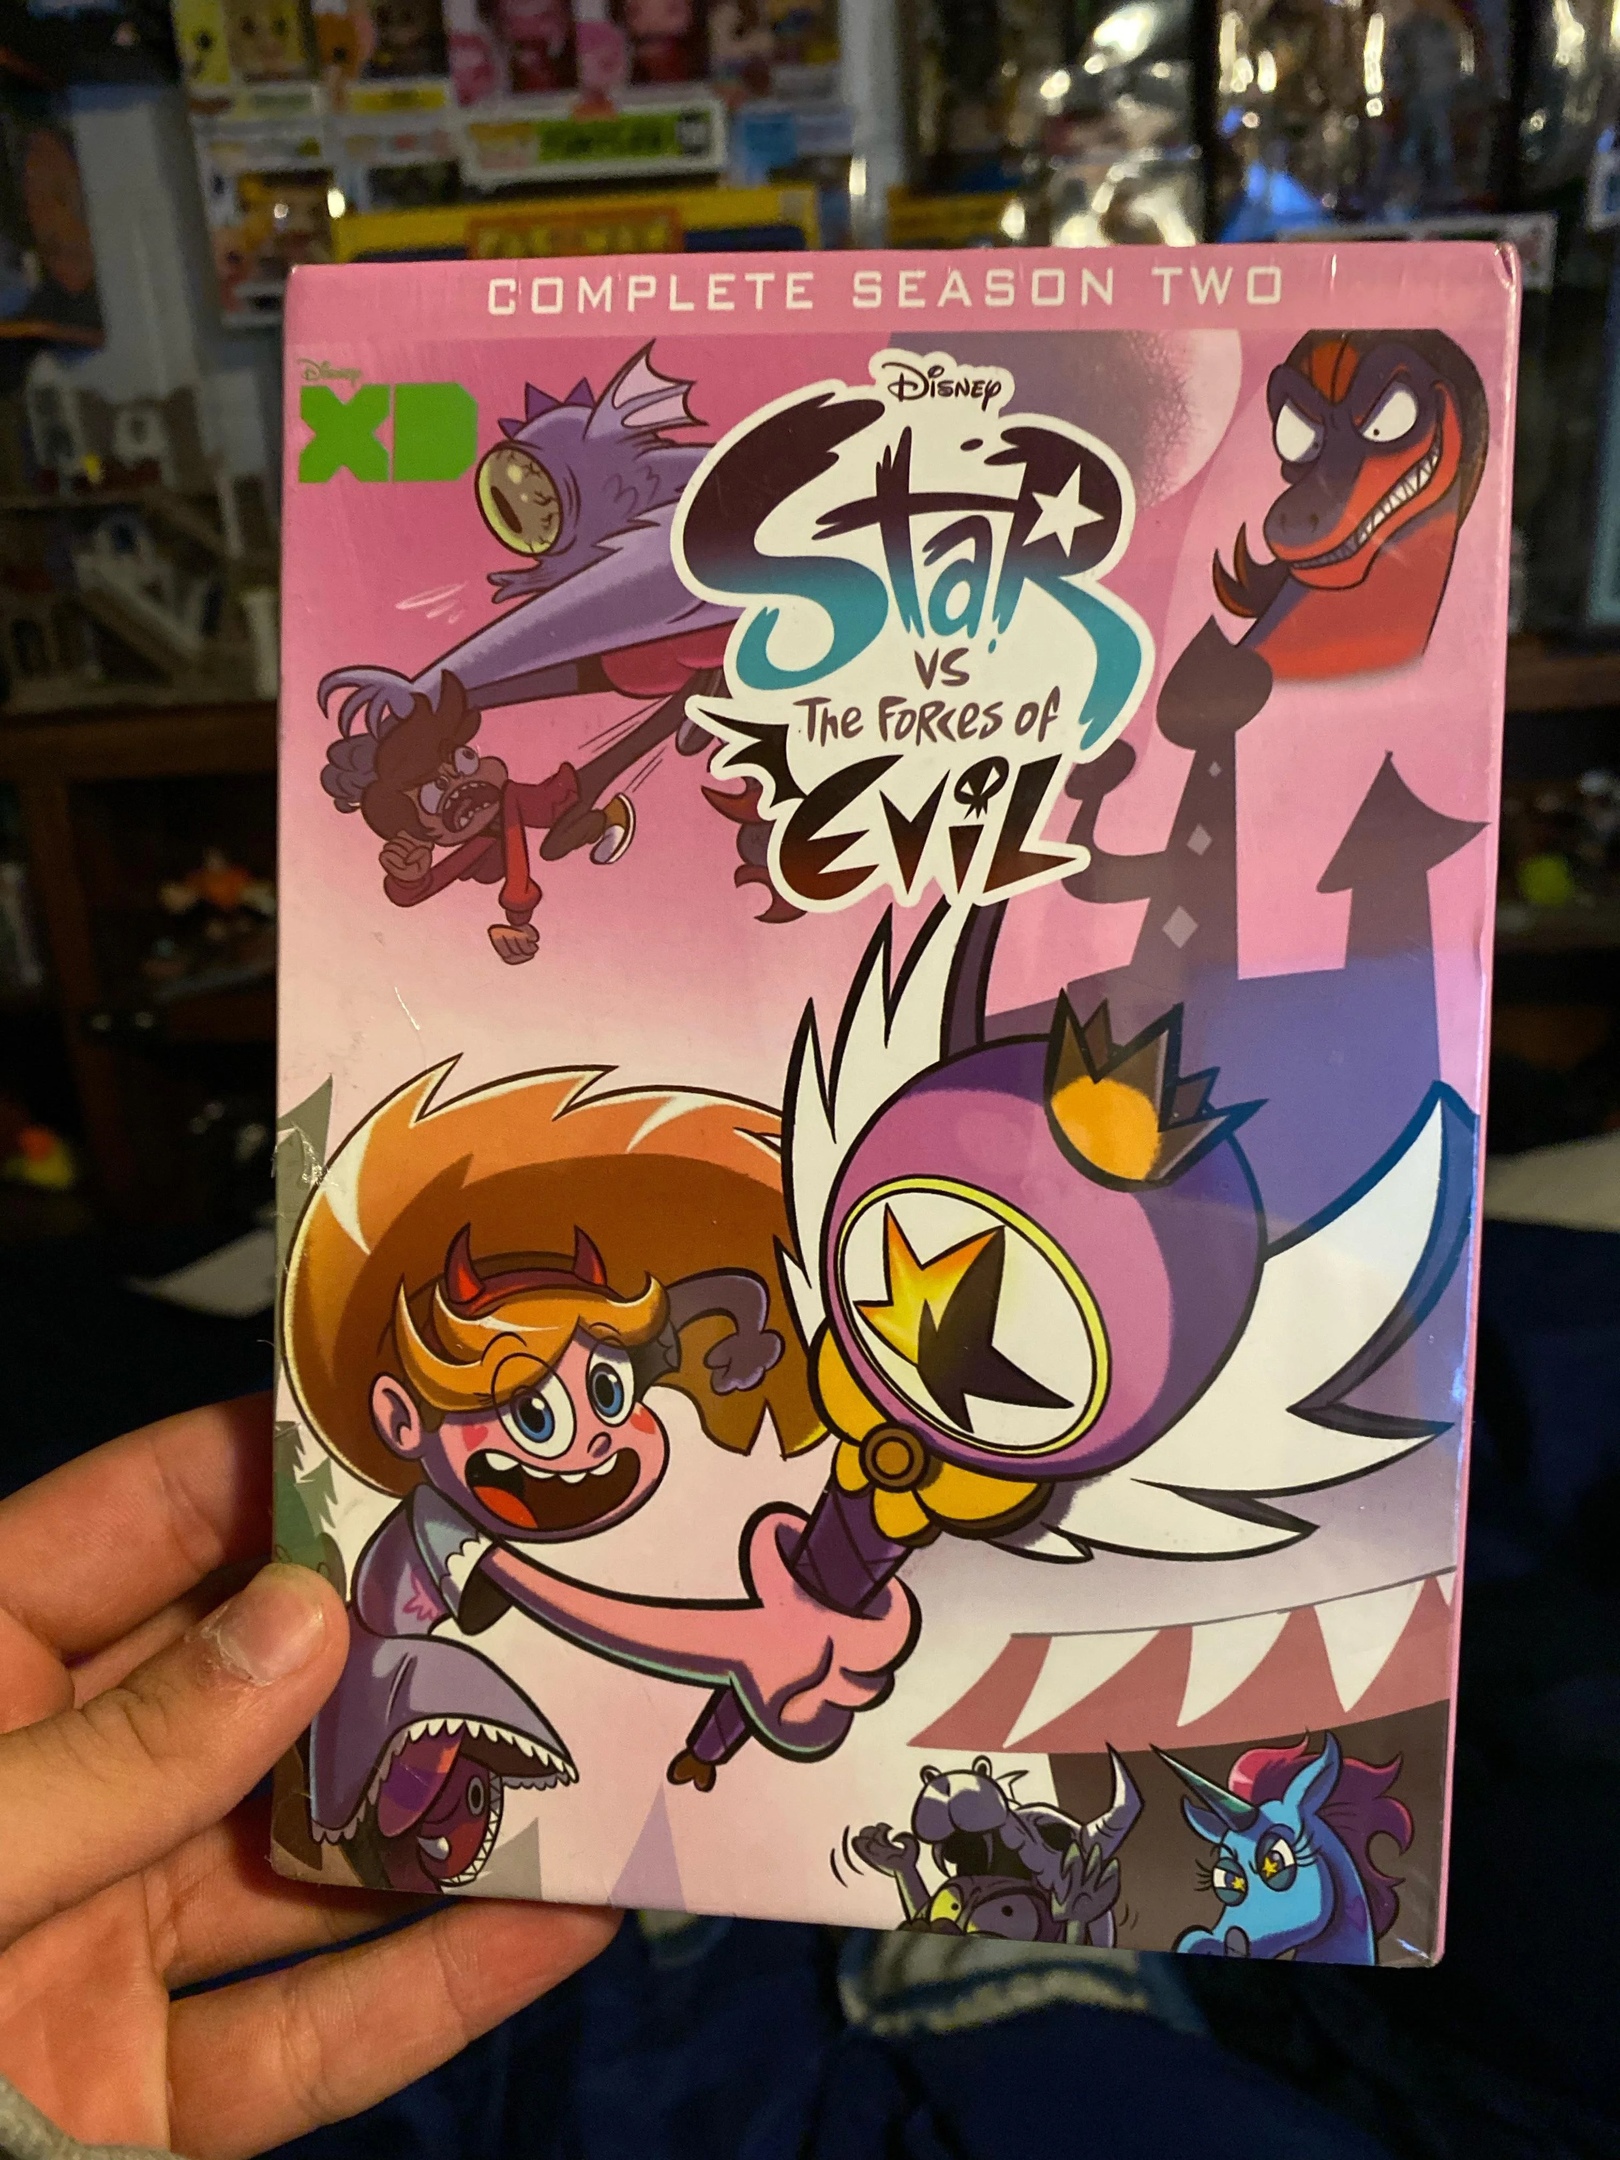 COMPLETE SEASON TWO
Disney
XD
Disney
Star
vs
The Forces of
Evil